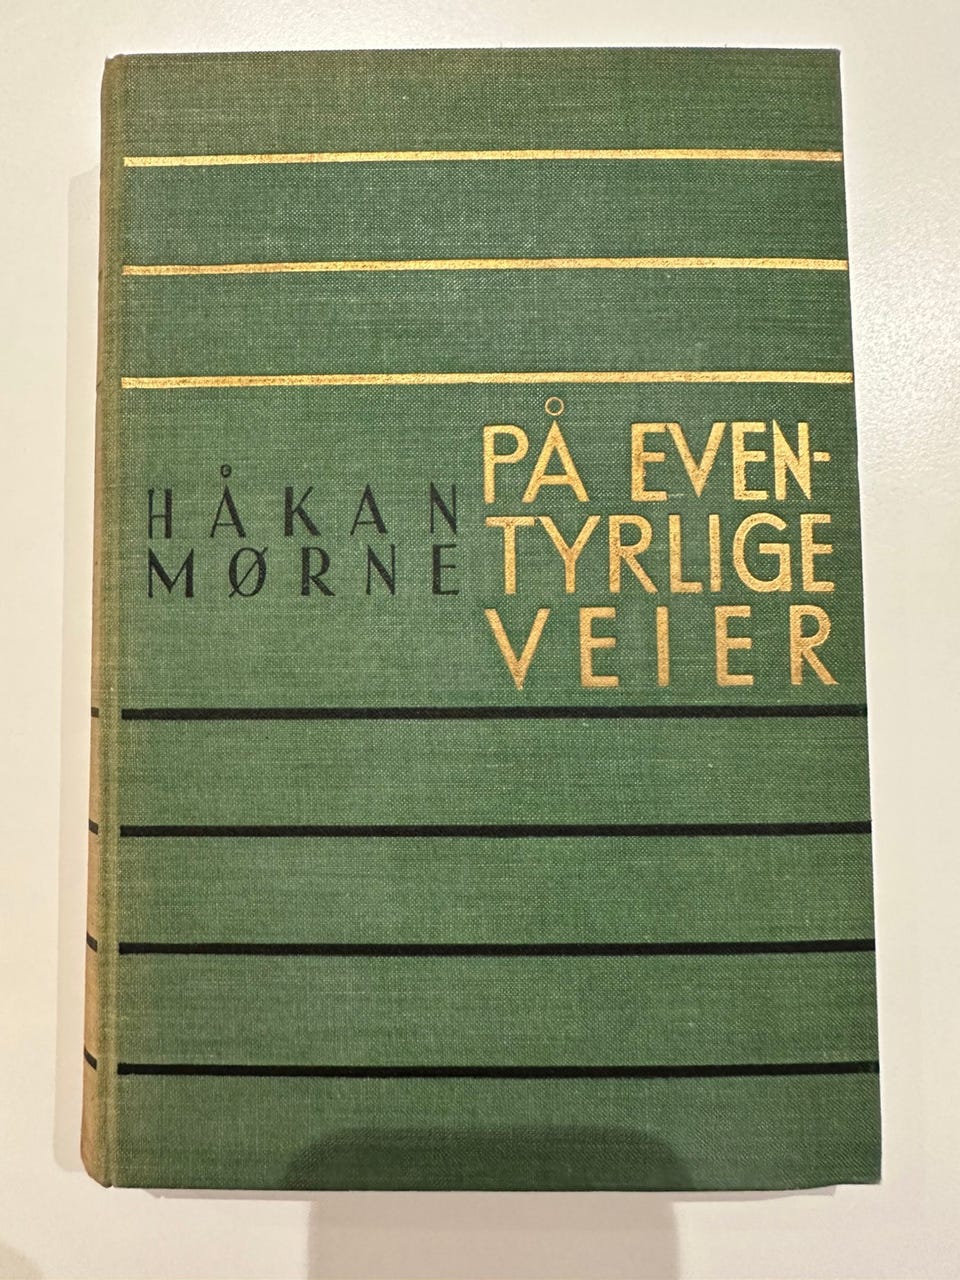 HÅKAN
MØRNE
PÅ EVEN-
TYRLIGE
VEIER